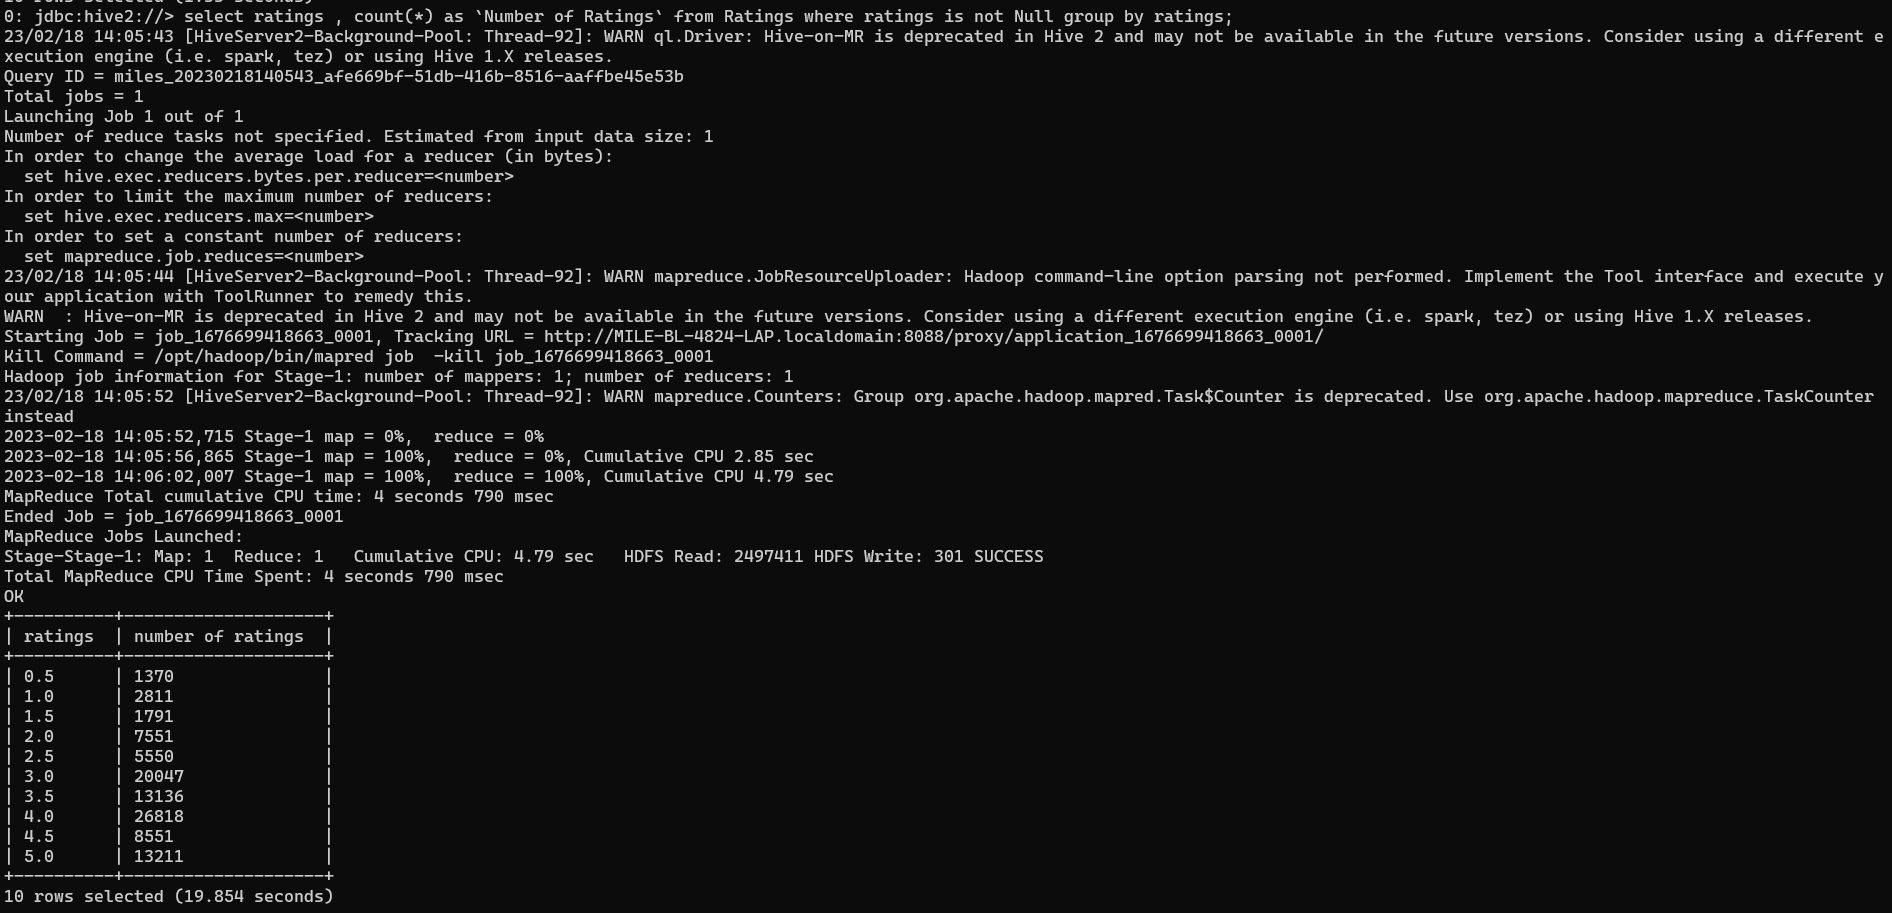 10 rows selected (1.33 seconds)
0: jdbc:hive2://> select ratings , count(*) as `Number of Ratings` from Ratings where ratings is not Null group by ratings;
23/02/18 14:05:43 [HiveServer2-Background-Pool: Thread-92]: WARN ql.Driver: Hive-on-MR is deprecated in Hive 2 and may not be available in the future versions. Consider using a different e
xecution engine (i.e. spark, tez) or using Hive 1.X releases.
Query ID = miles_20230218140543_afe669bf-51db-416b-8516-aaffbe45e53b
Total jobs = 1
Launching Job 1 out of 1
Number of reduce tasks not specified. Estimated from input data size: 1
In order to change the average load for a reducer (in bytes):
  set hive.exec.reducers.bytes.per.reducer=<number>
In order to limit the maximum number of reducers:
  set hive.exec.reducers.max=<number>
In order to set a constant number of reducers:
  set mapreduce.job.reduces=<number>
23/02/18 14:05:44 [HiveServer2-Background-Pool: Thread-92]: WARN mapreduce.JobResourceUploader: Hadoop command-line option parsing not performed. Implement the Tool interface and execute y
our application with ToolRunner to remedy this.
WARN  : Hive-on-MR is deprecated in Hive 2 and may not be available in the future versions. Consider using a different execution engine (i.e. spark, tez) or using Hive 1.X releases.
Starting Job = job_1676699418663_0001, Tracking URL = http://MILE-BL-4824-LAP.localdomain:8088/proxy/application_1676699418663_0001/
Kill Command = /opt/hadoop/bin/mapred job  -kill job_1676699418663_0001
Hadoop job information for Stage-1: number of mappers: 1; number of reducers: 1
23/02/18 14:05:52 [HiveServer2-Background-Pool: Thread-92]: WARN mapreduce.Counters: Group org.apache.hadoop.mapred.Task$Counter is deprecated. Use org.apache.hadoop.mapreduce.TaskCounter
instead
2023-02-18 14:05:52,715 Stage-1 map = 0%,  reduce = 0%
2023-02-18 14:05:56,865 Stage-1 map = 100%,  reduce = 0%, Cumulative CPU 2.85 sec
2023-02-18 14:06:02,007 Stage-1 map = 100%,  reduce = 100%, Cumulative CPU 4.79 sec
MapReduce Total cumulative CPU time: 4 seconds 790 msec
Ended Job = job_1676699418663_0001
MapReduce Jobs Launched:
Stage-Stage-1: Map: 1  Reduce: 1   Cumulative CPU: 4.79 sec   HDFS Read: 2497411 HDFS Write: 301 SUCCESS
Total MapReduce CPU Time Spent: 4 seconds 790 msec
OK
+----------+--------------------+
| ratings  | number of ratings  |
+----------+--------------------+
| 0.5      | 1370               |
| 1.0      | 2811               |
| 1.5      | 1791               |
| 2.0      | 7551               |
| 2.5      | 5550               |
| 3.0      | 20047              |
| 3.5      | 13136              |
| 4.0      | 26818              |
| 4.5      | 8551               |
| 5.0      | 13211              |
+----------+--------------------+
10 rows selected (19.854 seconds)